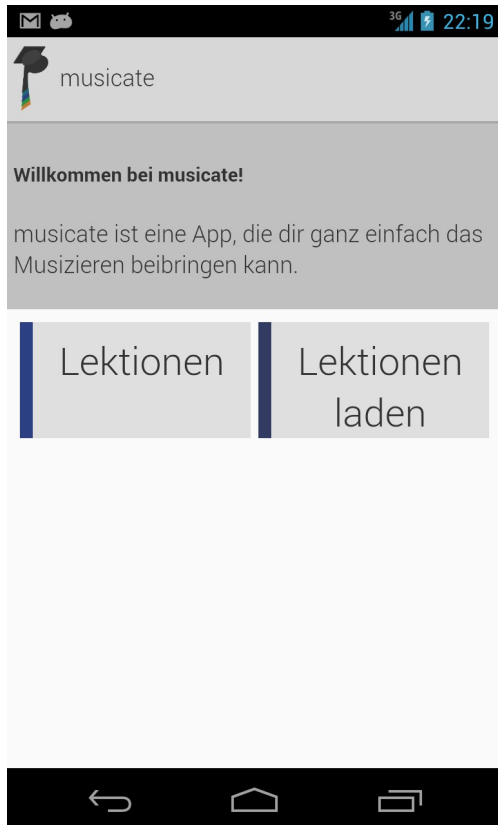 3G 22:19
musicate
Willkommen bei musicate!
musicate ist eine App, die dir ganz einfach das
Musizieren beibringen kann.
Lektionen
Lektionen
laden